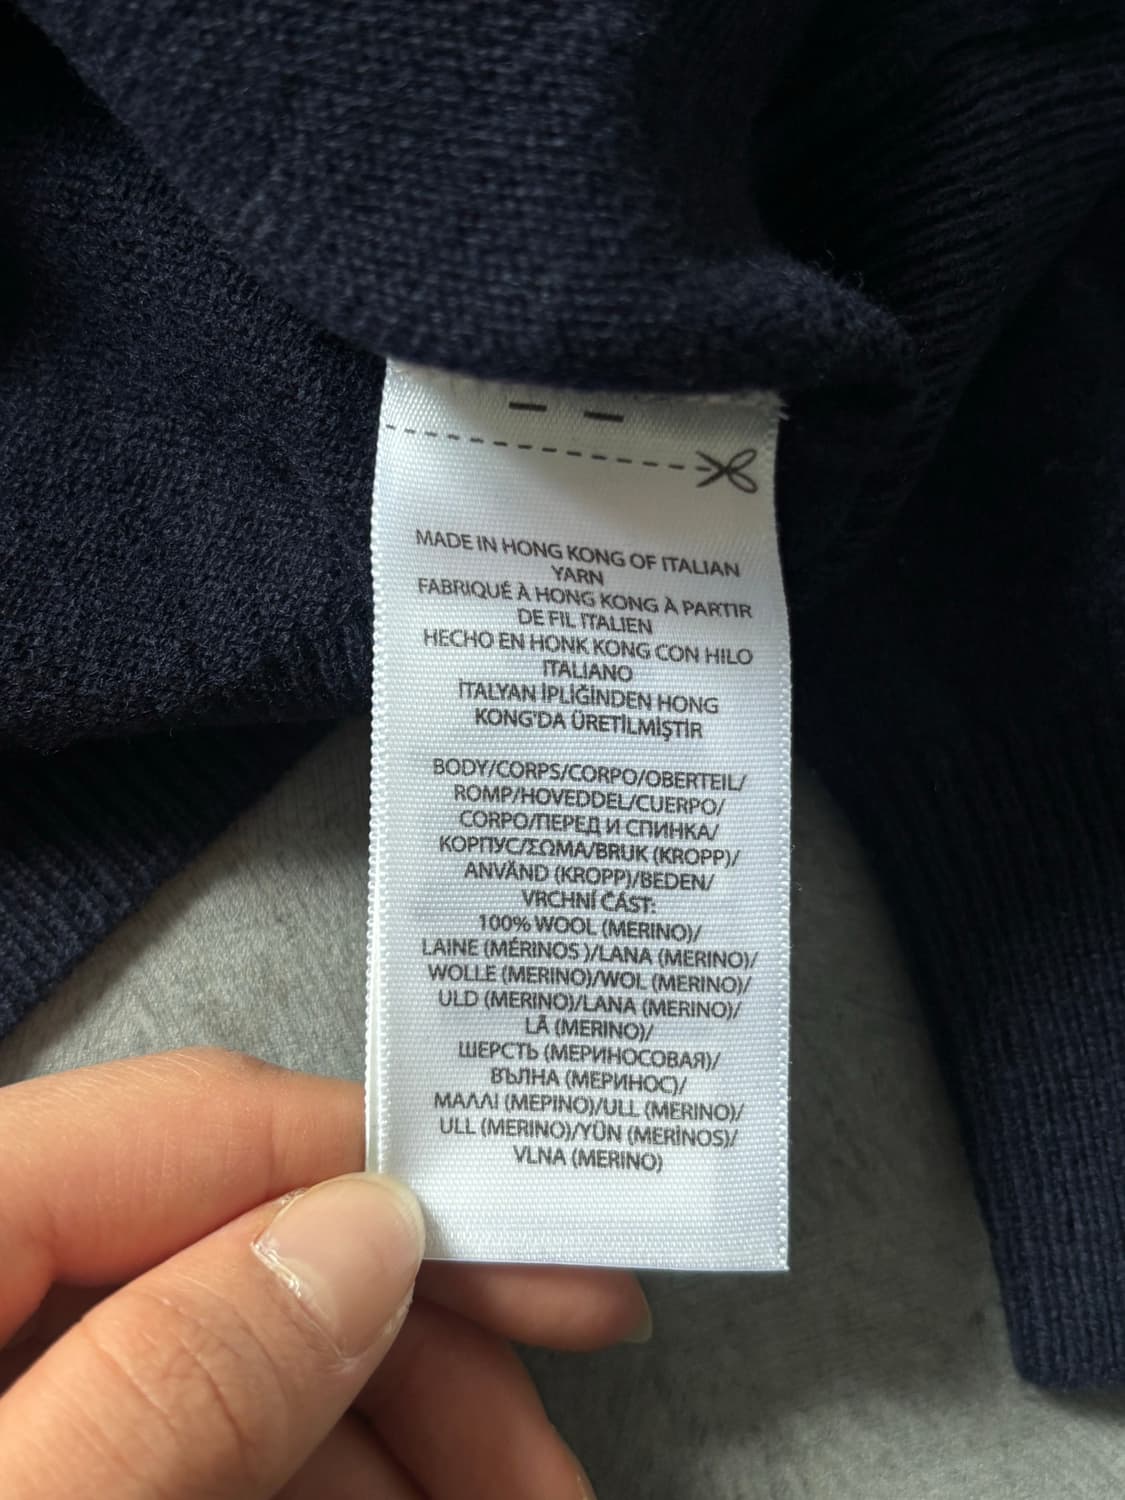 MADE IN HONG KONG OF ITALIAN
YARN
FABRIQUÉ À HONG KONG À PARTIR
DE FIL ITALIEN
HECHO EN HONK KONG CON HILO
ITALIANO
İTALYAN İPLİĞİNDEN HONG
KONG'DA ÜRETİLMİŞTİR
BODY/CORPS/CORPO/OBERTEIL/
ROMP/HOVEDDEL/CUERPO/
CORPO/ПЕРЕД И СПИНКА/
КОРПУС/ΣΩΜΑ/BRUK (KROPP)/
ANVÄND (KROPP)/BEDEN/
VRCHNÍ ČÁST:
100% WOOL (MERINO)/
LAINE (MÉRINOS )/LANA (MERINO)/
WOLLE (MERINO)/WOL (MERINO)/
ULD (MERINO)/LANA (MERINO)/
LÃ (MERINO)/
ШЕРСТЬ (МЕРИНОСОВАЯ)/
ВЪЛНА (МЕРИНОС)/
ΜΑΛΛΙ (ΜΕΡΙΝΟ)/ULL (MERINO)/
ULL (MERINO)/YÜN (MERİNOS)/
VLNA (MERINO)